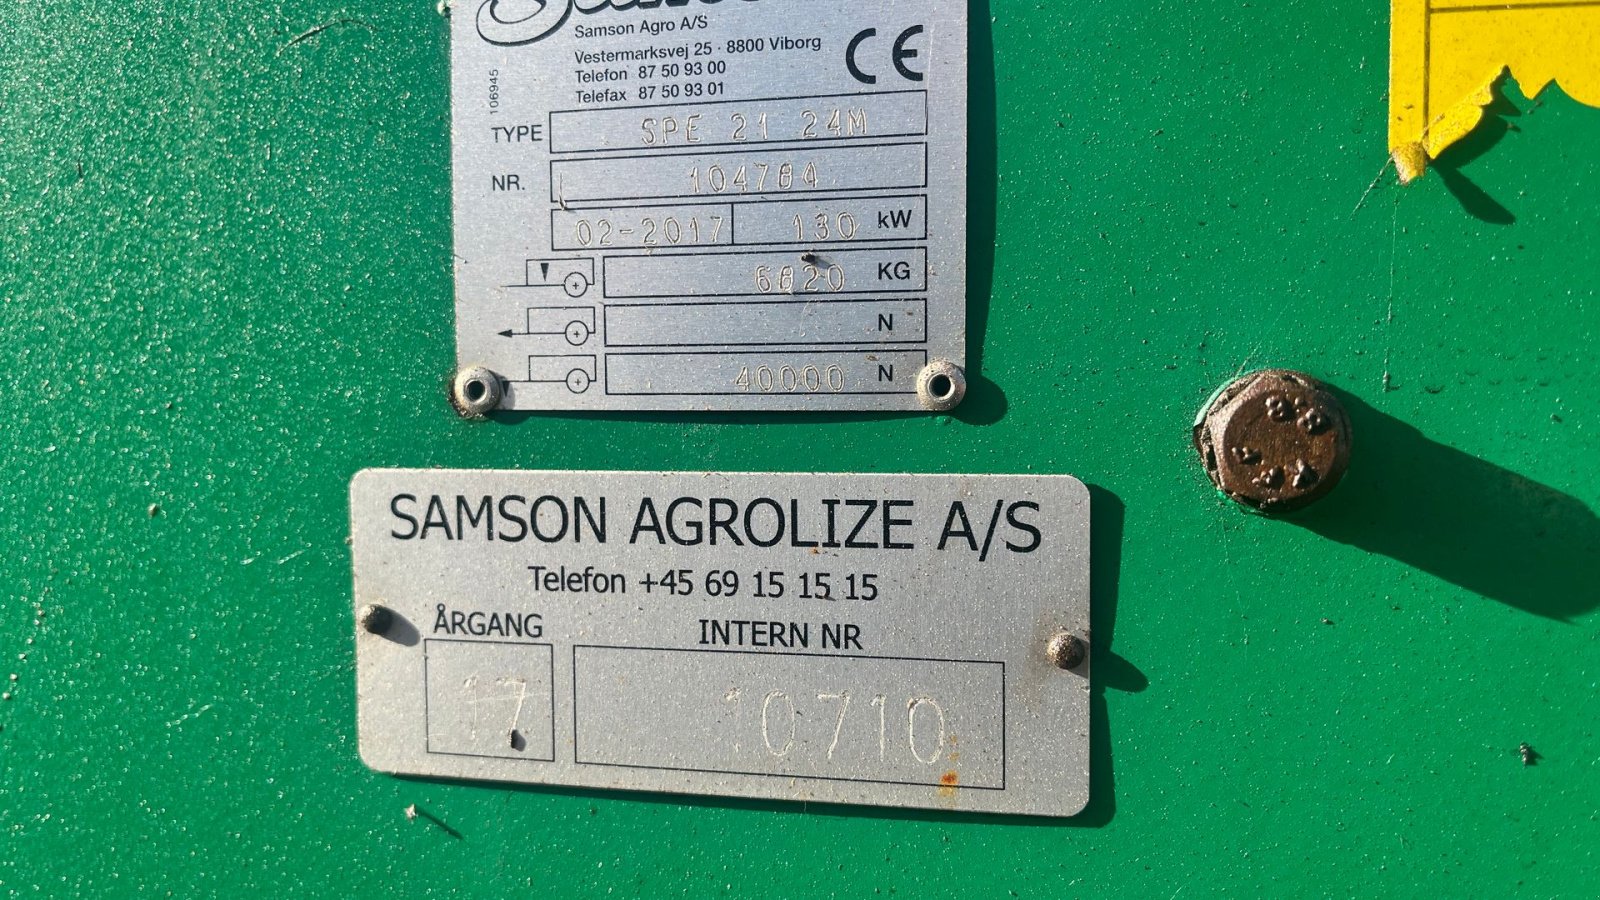 Samson Agro A/S
Vestermarksvej 25 · 8800 Viborg
Telefon 87 50 93 00
Telefax 87 50 93 01
CE
106945
TYPE SPE 21 24M
NR. 104784
02-2017 130 kW
6820 KG
N
40000 N
SAMSON AGROLIZE A/S
Telefon +45 69 15 15 15
ÅRGANG INTERN NR
17 10710